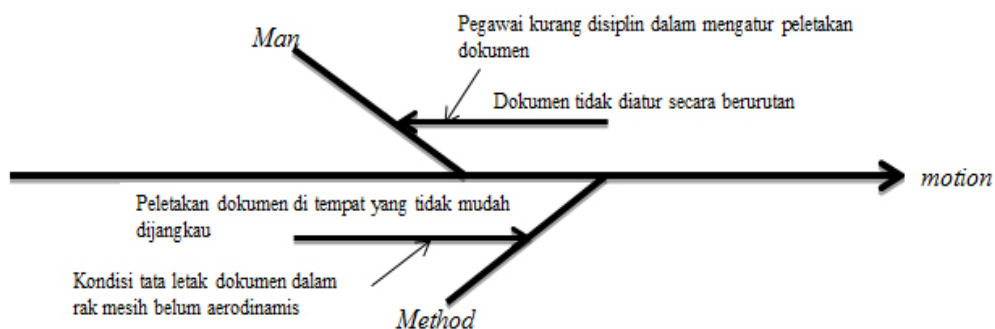 Man
Pegawai kurang disiplin dalam mengatur peletakan
dokumen
Dokumen tidak diatur secara berurutan
motion
Peletakan dokumen di tempat yang tidak mudah
dijangkau
Kondisi tata letak dokumen dalam
rak mesih belum aerodinamis
Method